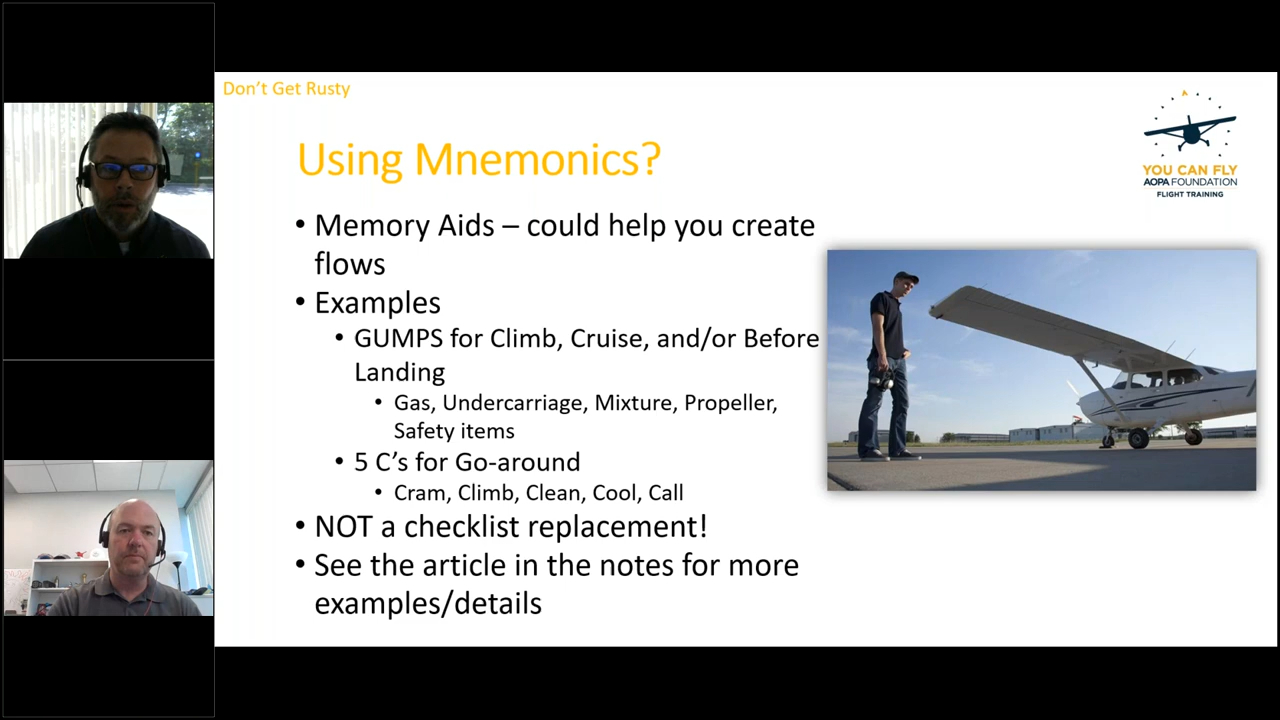 Don't Get Rusty
Using Mnemonics?
YOU CAN FLY
AOPA FOUNDATION
FLIGHT TRAINING
• Memory Aids – could help you create
flows
• Examples
• GUMPS for Climb, Cruise, and/or Before
Landing
• Gas, Undercarriage, Mixture, Propeller,
Safety items
• 5 C's for Go-around
• Cram, Climb, Clean, Cool, Call
• NOT a checklist replacement!
• See the article in the notes for more
examples/details